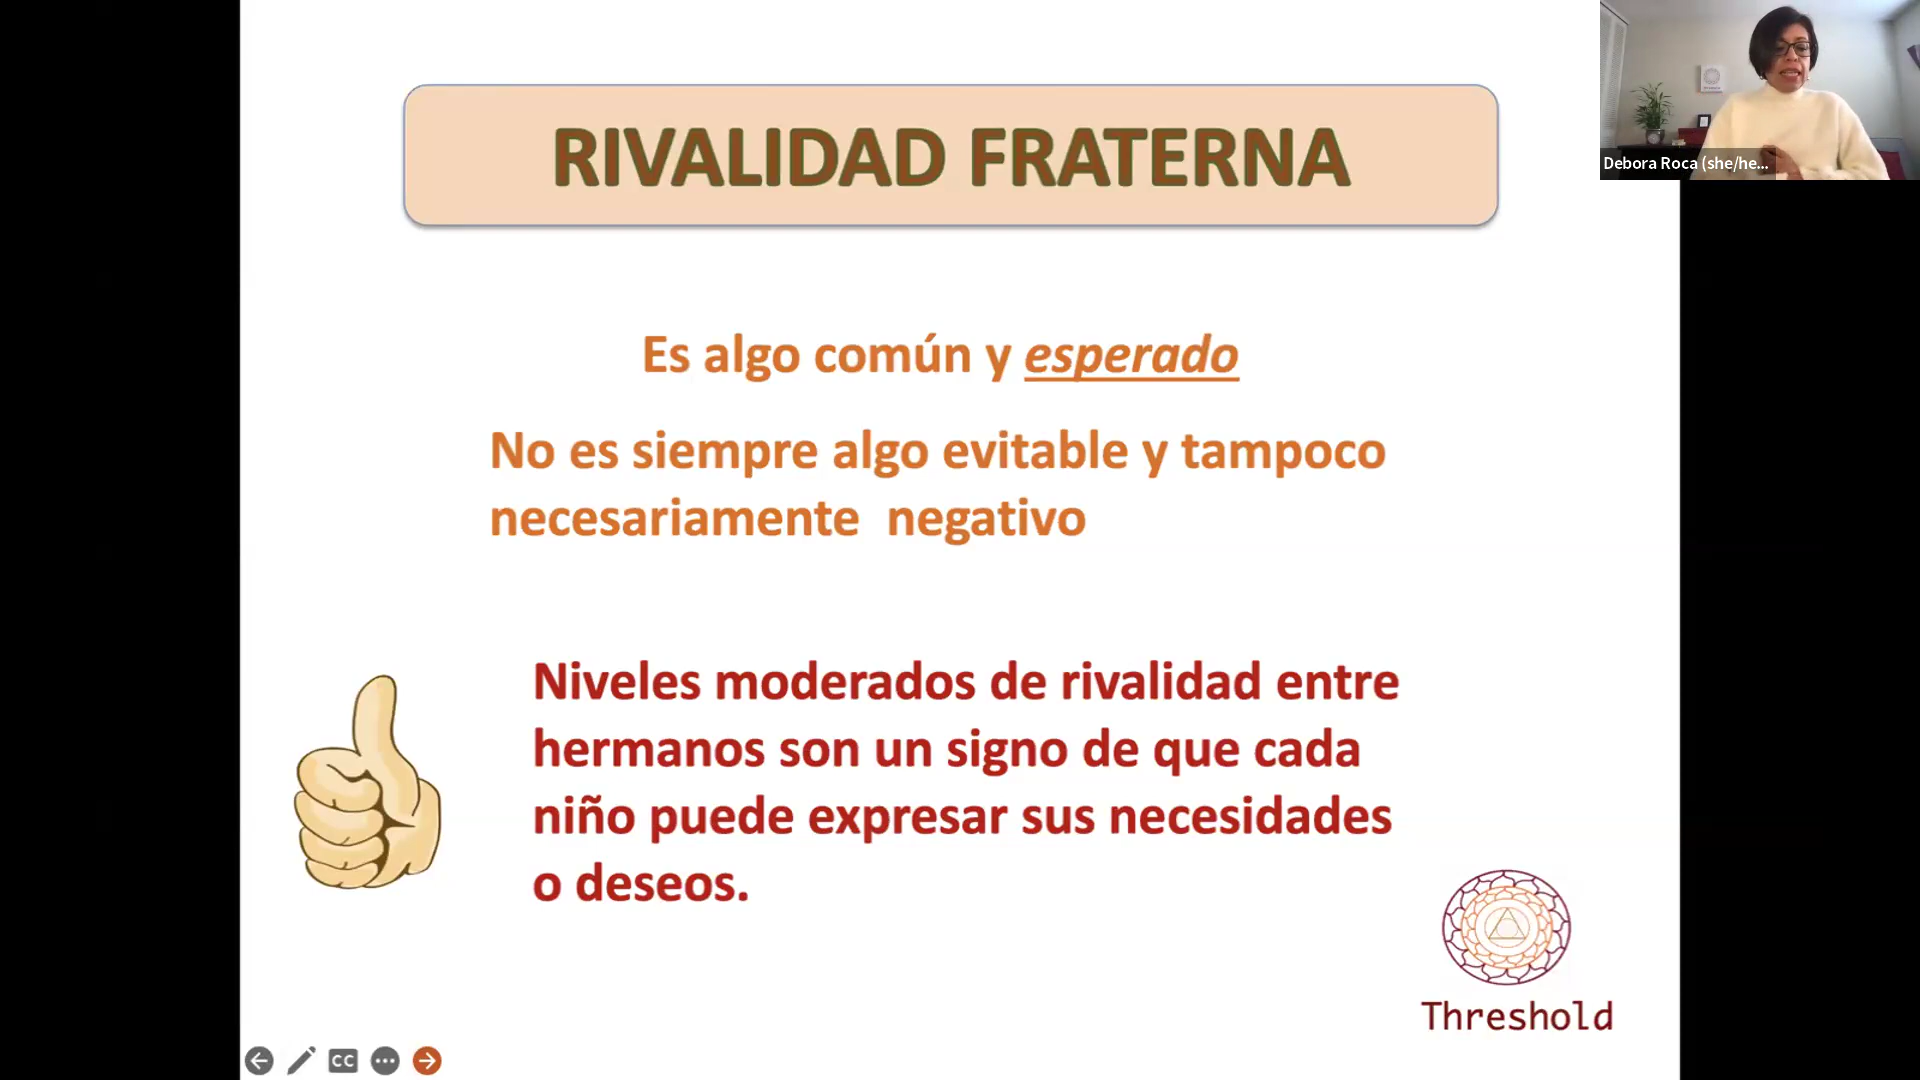 RIVALIDAD FRATERNA
Debora Roca (she/he...
Es algo común y esperado
No es siempre algo evitable y tampoco
necesariamente negativo
Niveles moderados de rivalidad entre
hermanos son un signo de que cada
niño puede expresar sus necesidades
o deseos.
Threshold
CC